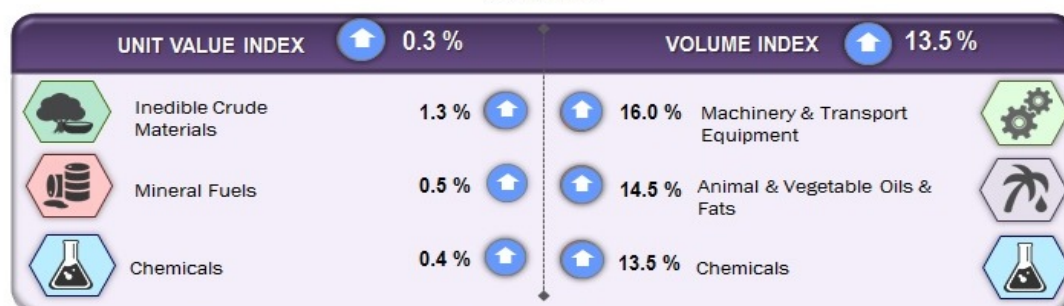 UNIT VALUE INDEX 0.3 %
Inedible Crude
Materials
1.3 %
Mineral Fuels
0.5 %
Chemicals
0.4 %
VOLUME INDEX 13.5 %
16.0 % Machinery & Transport
Equipment
14.5 % Animal & Vegetable Oils &
Fats
13.5 % Chemicals